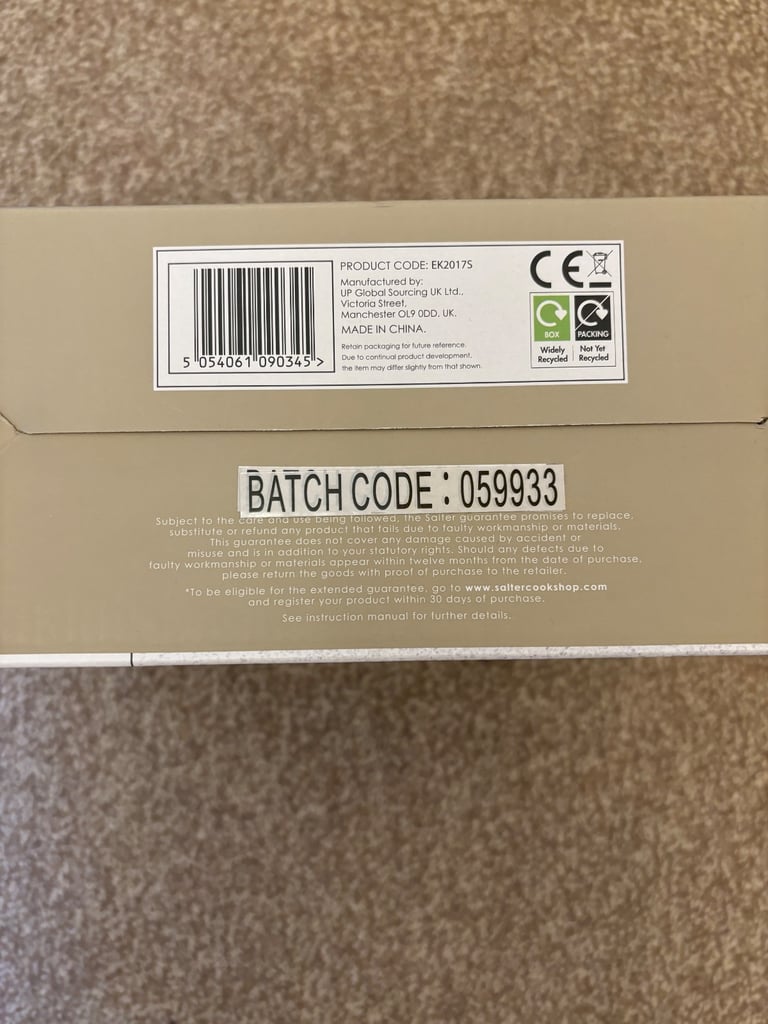 5 054061 090345 >
PRODUCT CODE: EK2017S
Manufactured by:
UP Global Sourcing UK Ltd.,
Victoria Street,
Manchester OL9 0DD. UK.
MADE IN CHINA.
Retain packaging for future reference.
Due to continual product development,
the item may differ slightly from that shown.
CE
BOX
Widely
Recycled
PACKING
Not Yet
Recycled
BATCH CODE : 059933
Subject to the care and use being followed, the Salter guarantee promises to replace,
substitute or refund any product that fails due to faulty workmanship or materials.
This guarantee does not cover any damage caused by accident or
misuse and is in addition to your statutory rights. Should any defects due to
faulty workmanship or materials appear within twelve months from the date of purchase,
please return the goods with proof of purchase to the retailer.
*To be eligible for the extended guarantee, go to www.saltercookshop.com
and register your product within 30 days of purchase.
See instruction manual for further details.